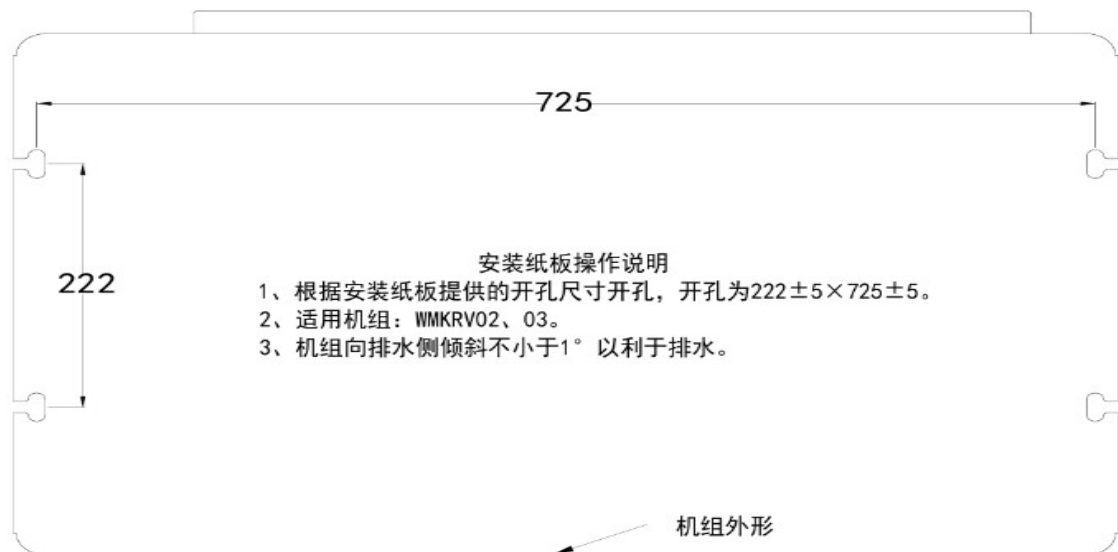 725
222
安装纸板操作说明
1、根据安装纸板提供的开孔尺寸开孔，开孔为222±5×725±5。
2、适用机组：WMKRV02、03。
3、机组向排水侧倾斜不小于1°以利于排水。
机组外形